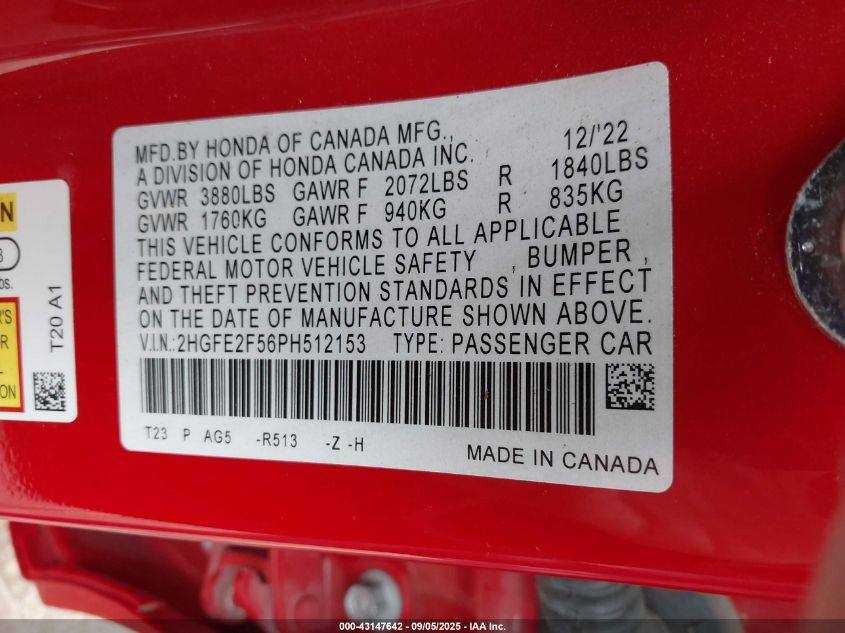 MFD.BY HONDA OF CANADA MFG., 12/'22
A DIVISION OF HONDA CANADA INC.
GVWR 3880LBS GAWR F 2072LBS R 1840LBS
GVWR 1760KG GAWR F 940KG R 835KG
THIS VEHICLE CONFORMS TO ALL APPLICABLE
FEDERAL MOTOR VEHICLE SAFETY , BUMPER ,
AND THEFT PREVENTION STANDARDS IN EFFECT
ON THE DATE OF MANUFACTURE SHOWN ABOVE.
V.I.N.:2HGFE2F56PH512153 TYPE: PASSENGER CAR
T23 P AG5 -R513 -Z -H
MADE IN CANADA
T20 A1
000-43147642 - 09/05/2025 - IAA Inc.